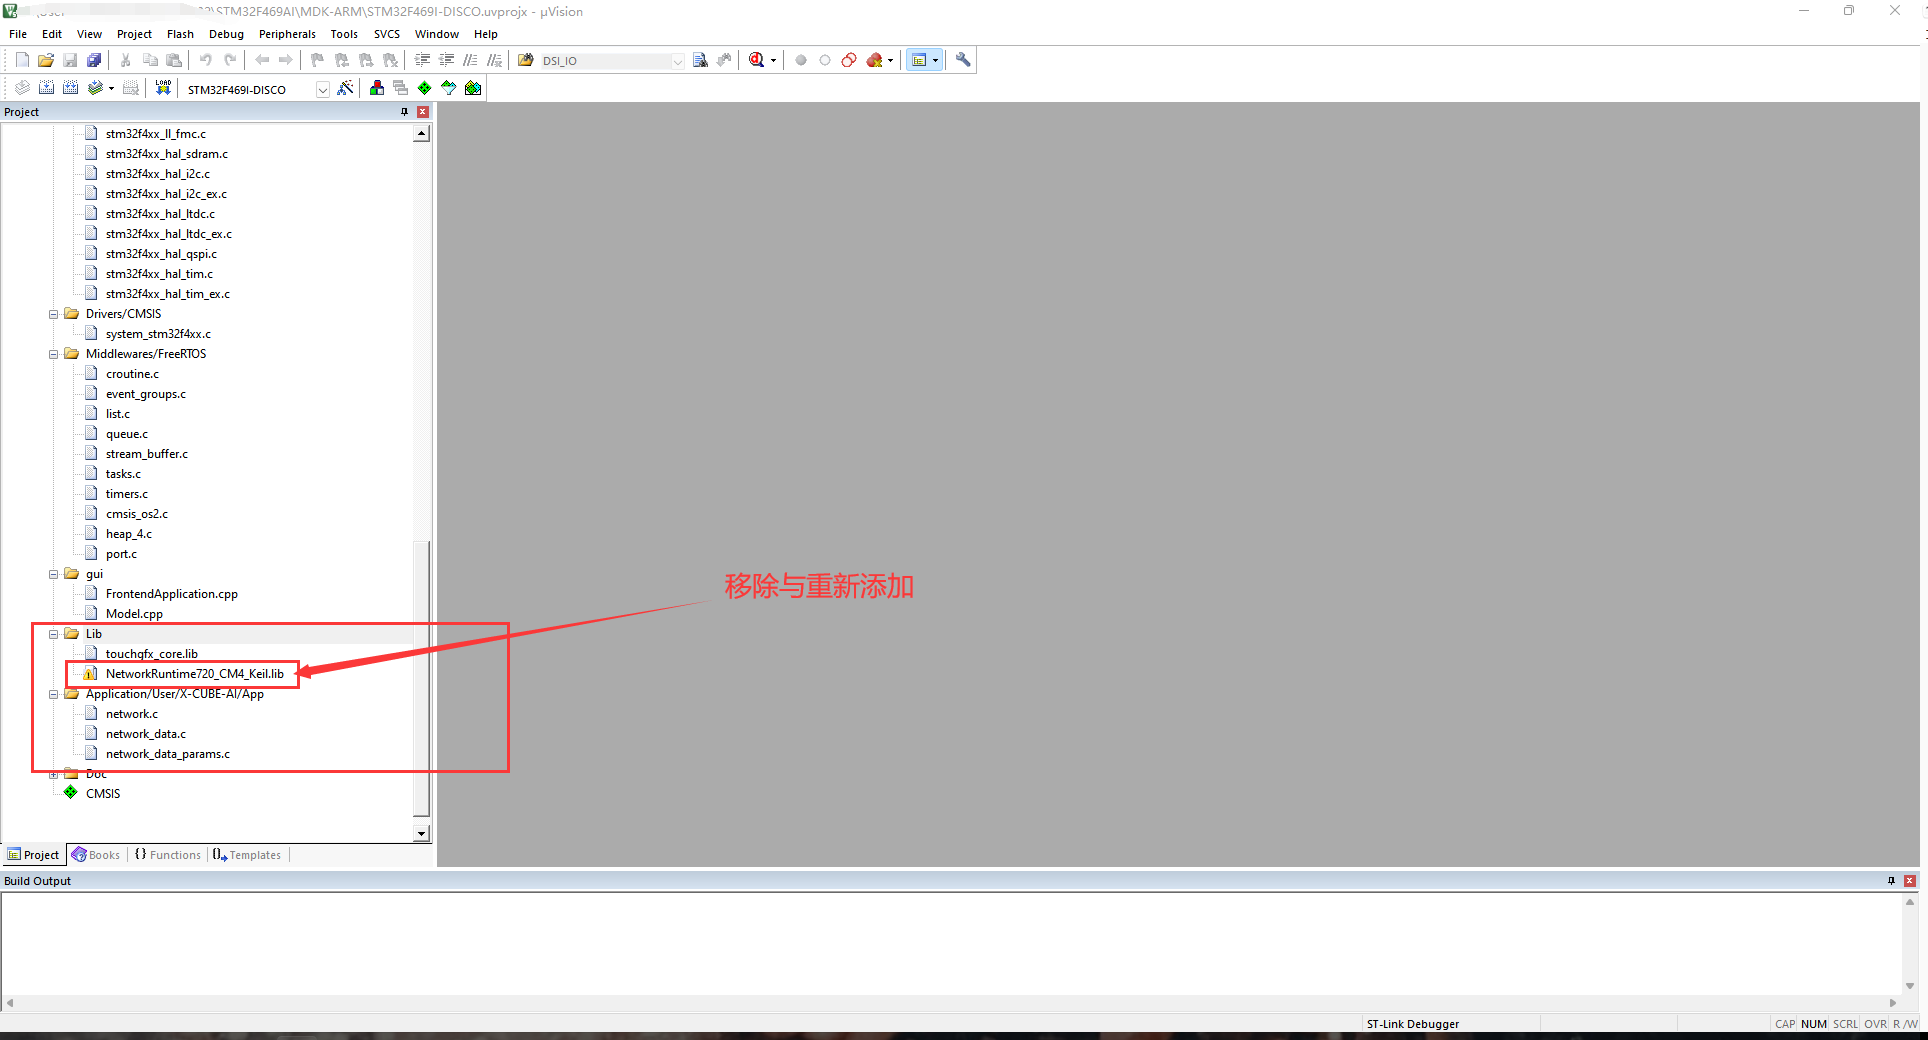 \STM32F469AI\MDK-ARM\STM32F469I-DISCO.uvprojx - µVision
File Edit View Project Flash Debug Peripherals Tools SVCS Window Help
DSI_IO
LOAD STM32F469I-DISCO
Project
stm32f4xx_ll_fmc.c
stm32f4xx_hal_sdram.c
stm32f4xx_hal_i2c.c
stm32f4xx_hal_i2c_ex.c
stm32f4xx_hal_ltdc.c
stm32f4xx_hal_ltdc_ex.c
stm32f4xx_hal_qspi.c
stm32f4xx_hal_tim.c
stm32f4xx_hal_tim_ex.c
Drivers/CMSIS
system_stm32f4xx.c
Middlewares/FreeRTOS
croutine.c
event_groups.c
list.c
queue.c
stream_buffer.c
tasks.c
timers.c
cmsis_os2.c
heap_4.c
port.c
gui
FrontendApplication.cpp
Model.cpp
移除与重新添加
Lib
touchgfx_core.lib
NetworkRuntime720_CM4_Keil.lib
Application/User/X-CUBE-AI/App
network.c
network_data.c
network_data_params.c
Doc
CMSIS
Project Books {} Functions Templates
Build Output
ST-Link Debugger CAP NUM SCRL OVR R/W